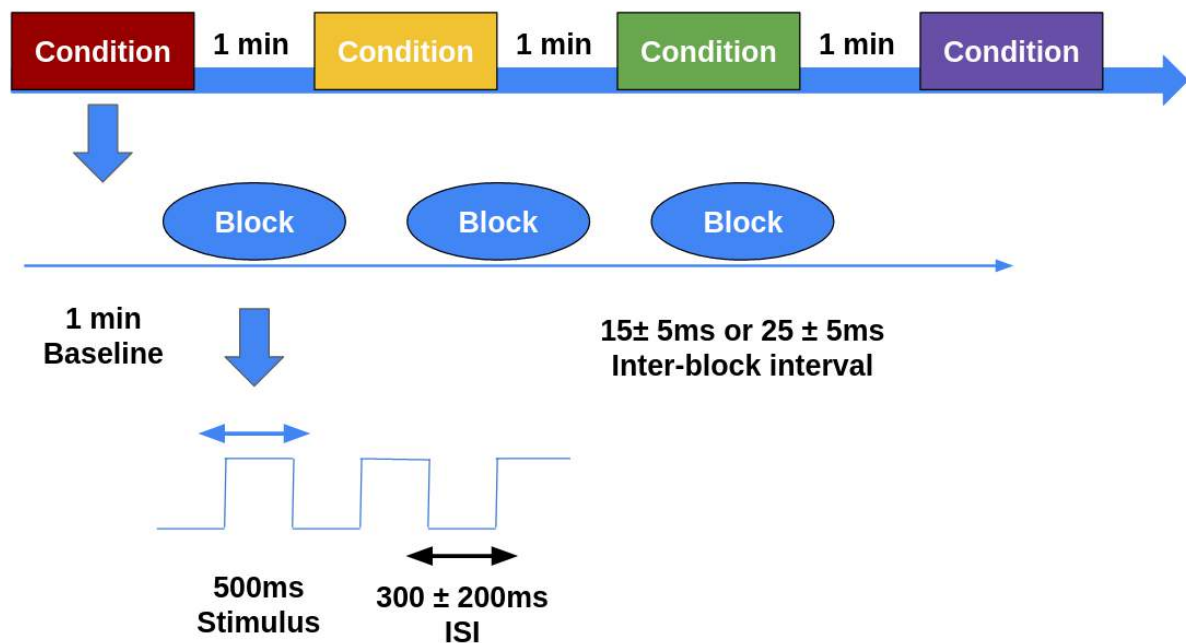 Condition 1 min Condition 1 min Condition 1 min Condition
Block Block Block
1 min
Baseline
15± 5ms or 25 ± 5ms
Inter-block interval
500ms
Stimulus
300 ± 200ms
ISI